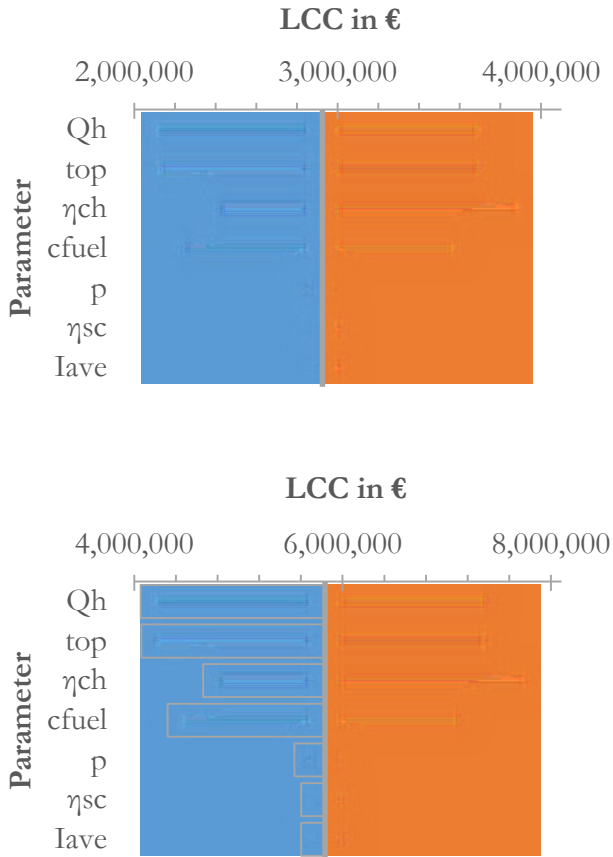 LCC in €
2,000,000 3,000,000 4,000,000
Parameter
Qh
top
ηch
cfuel
p
ηsc
Iave
LCC in €
4,000,000 6,000,000 8,000,000
Parameter
Qh
top
ηch
cfuel
p
ηsc
Iave